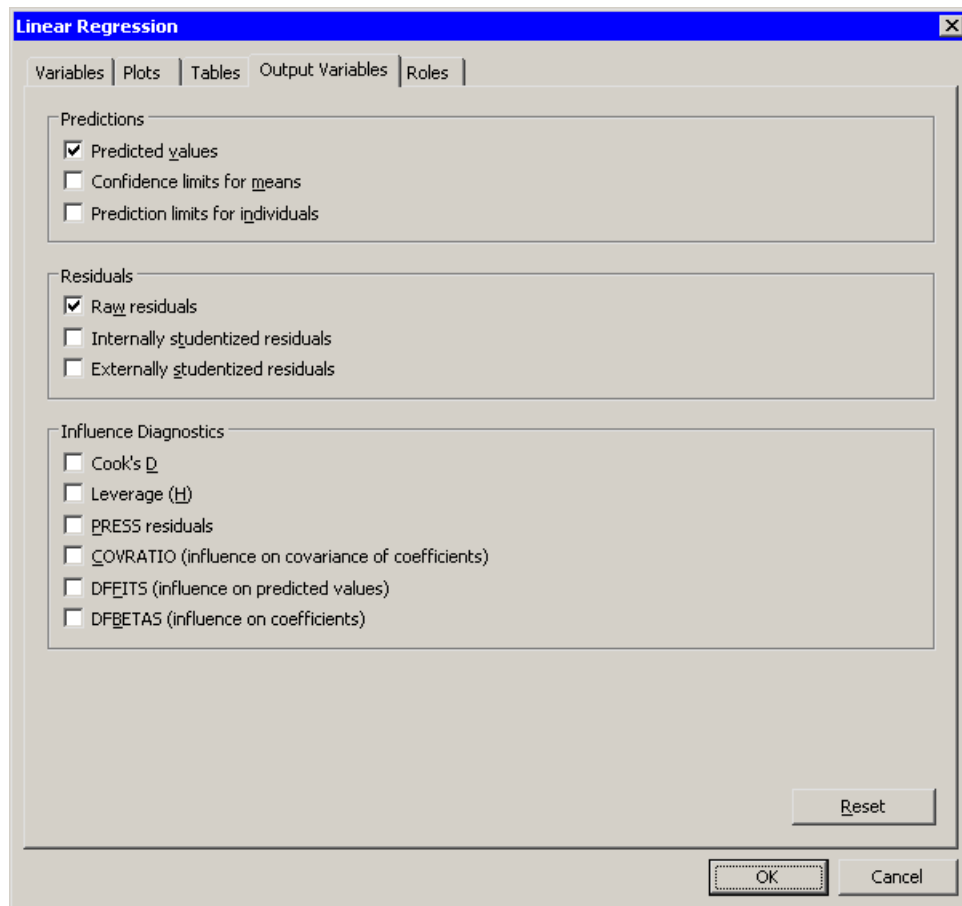 Linear Regression
Variables Plots Tables Output Variables Roles
Predictions
Predicted values
Confidence limits for means
Prediction limits for individuals
Residuals
Raw residuals
Internally studentized residuals
Externally studentized residuals
Influence Diagnostics
Cook's D
Leverage (H)
PRESS residuals
COVRATIO (influence on covariance of coefficients)
DFFITS (influence on predicted values)
DFBETAS (influence on coefficients)
Reset
OK Cancel